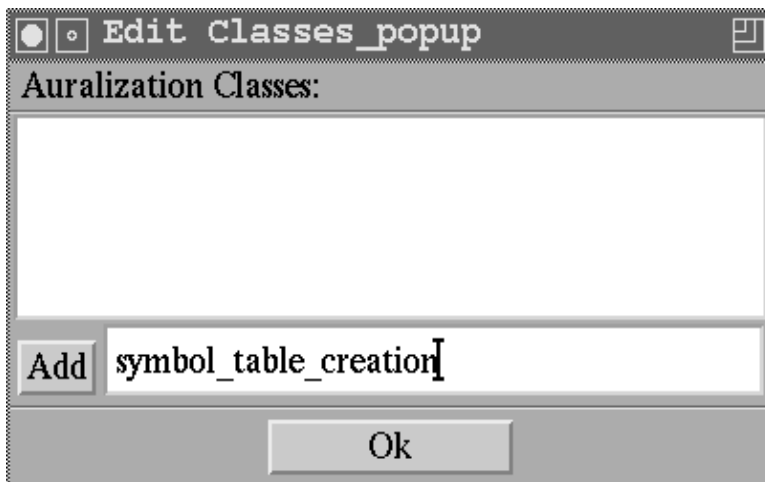 Edit Classes_popup
Auralization Classes:
Add symbol_table_creation
Ok